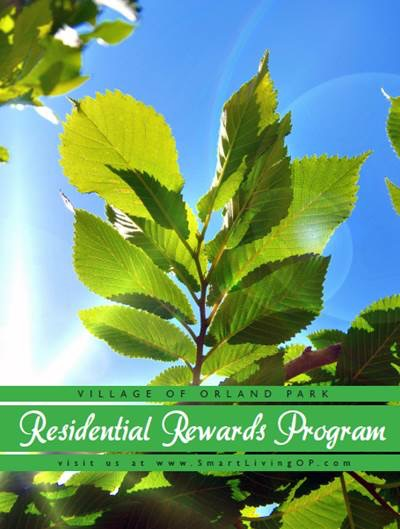 VILLAGE OF ORLAND PARK
Residential Rewards Program
visit us at www.SmartLivingOP.com